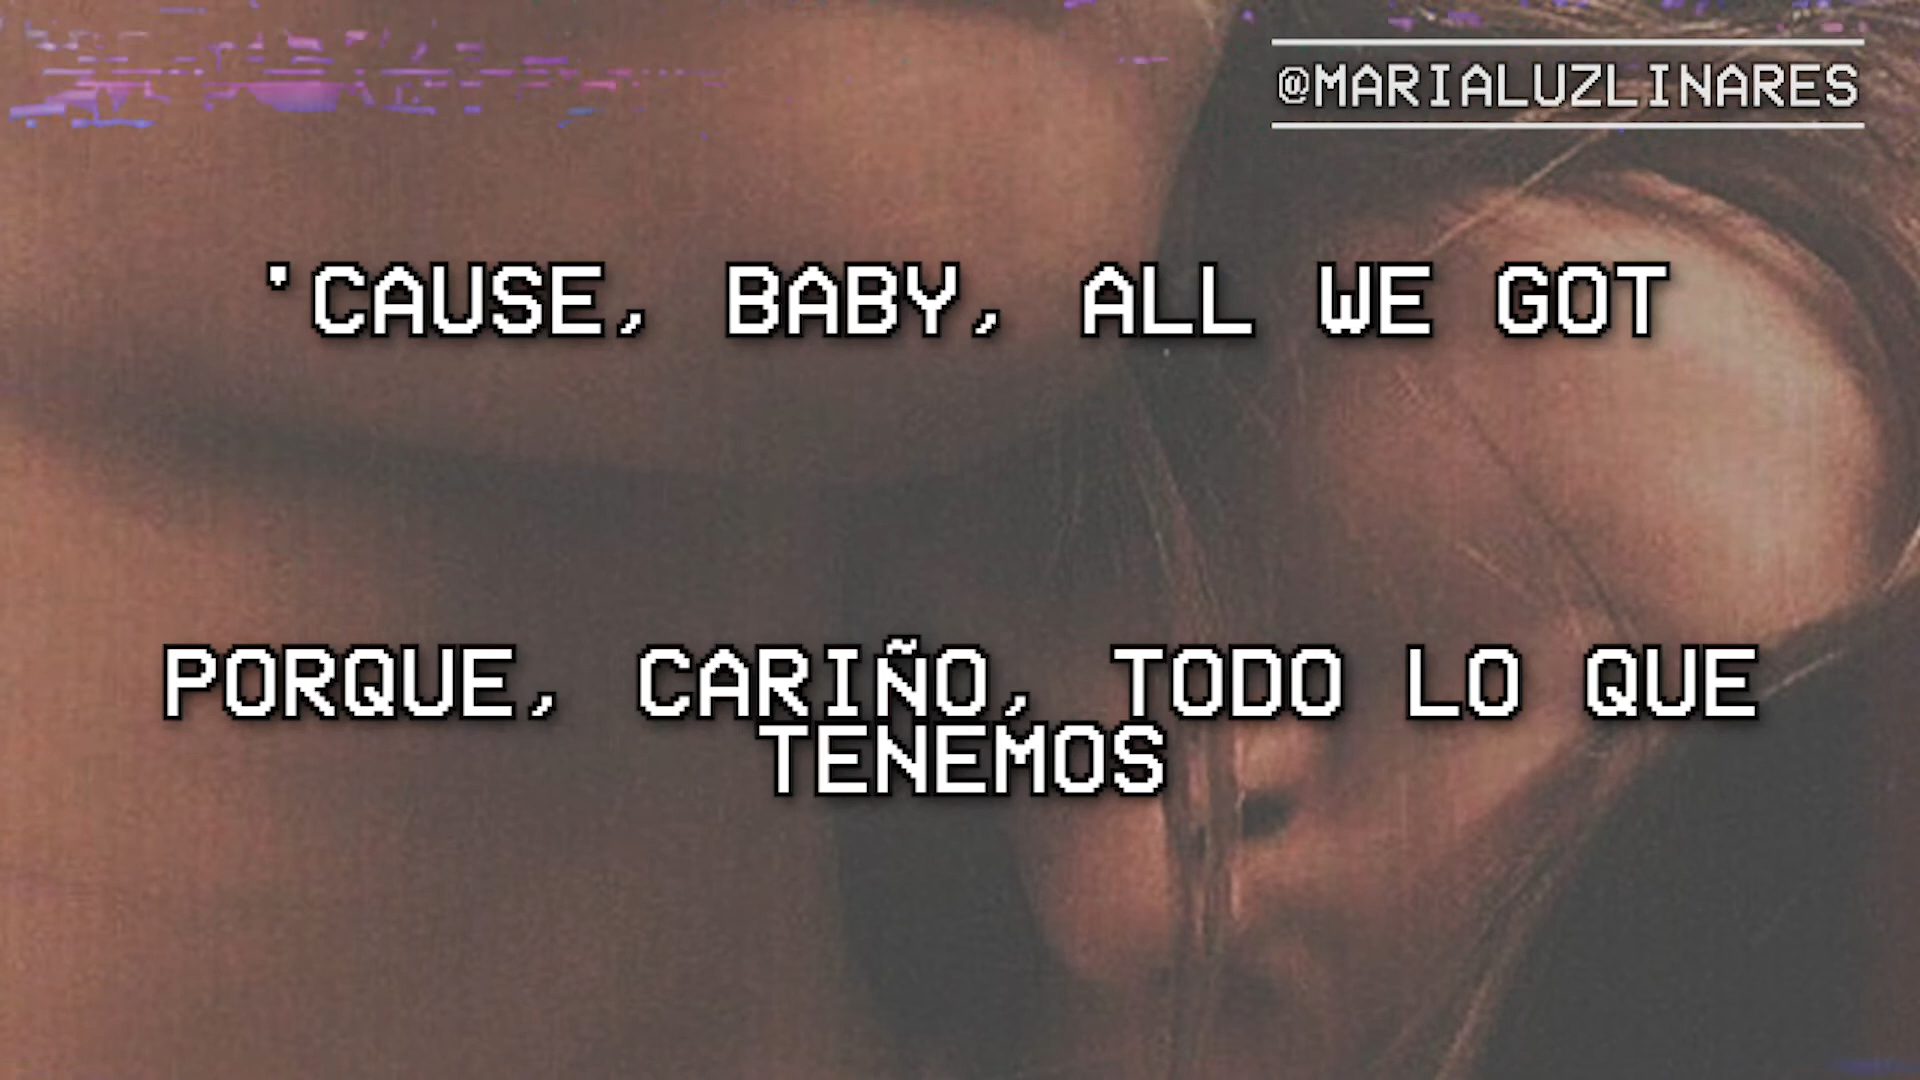 @MARIALUZLINARES
'CAUSE, BABY, ALL WE GOT
PORQUE, CARIÑO, TODO LO QUE
TENEMOS